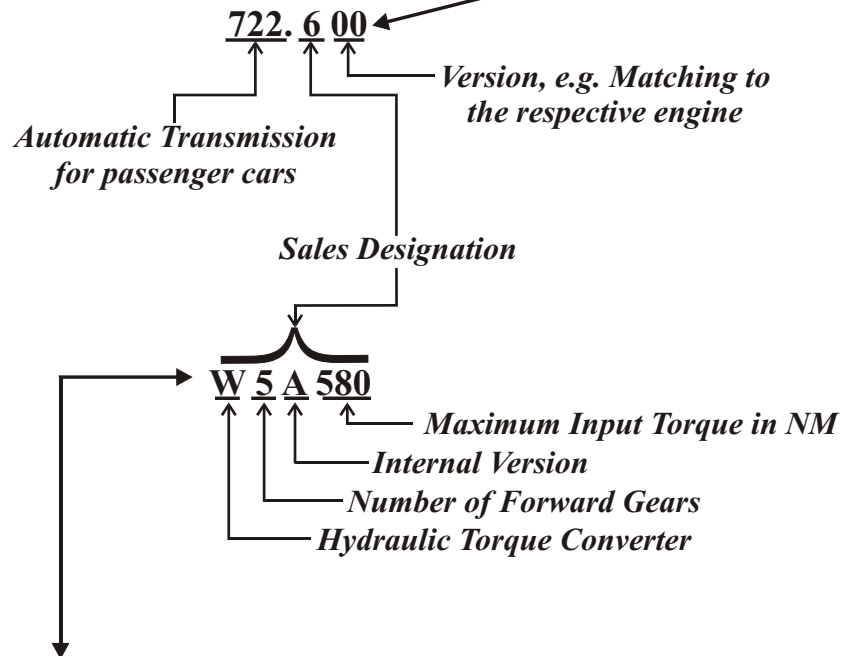 722. 6 00
Version, e.g. Matching to
the respective engine
Automatic Transmission
for passenger cars
Sales Designation
W 5 A 580
Maximum Input Torque in NM
Internal Version
Number of Forward Gears
Hydraulic Torque Converter